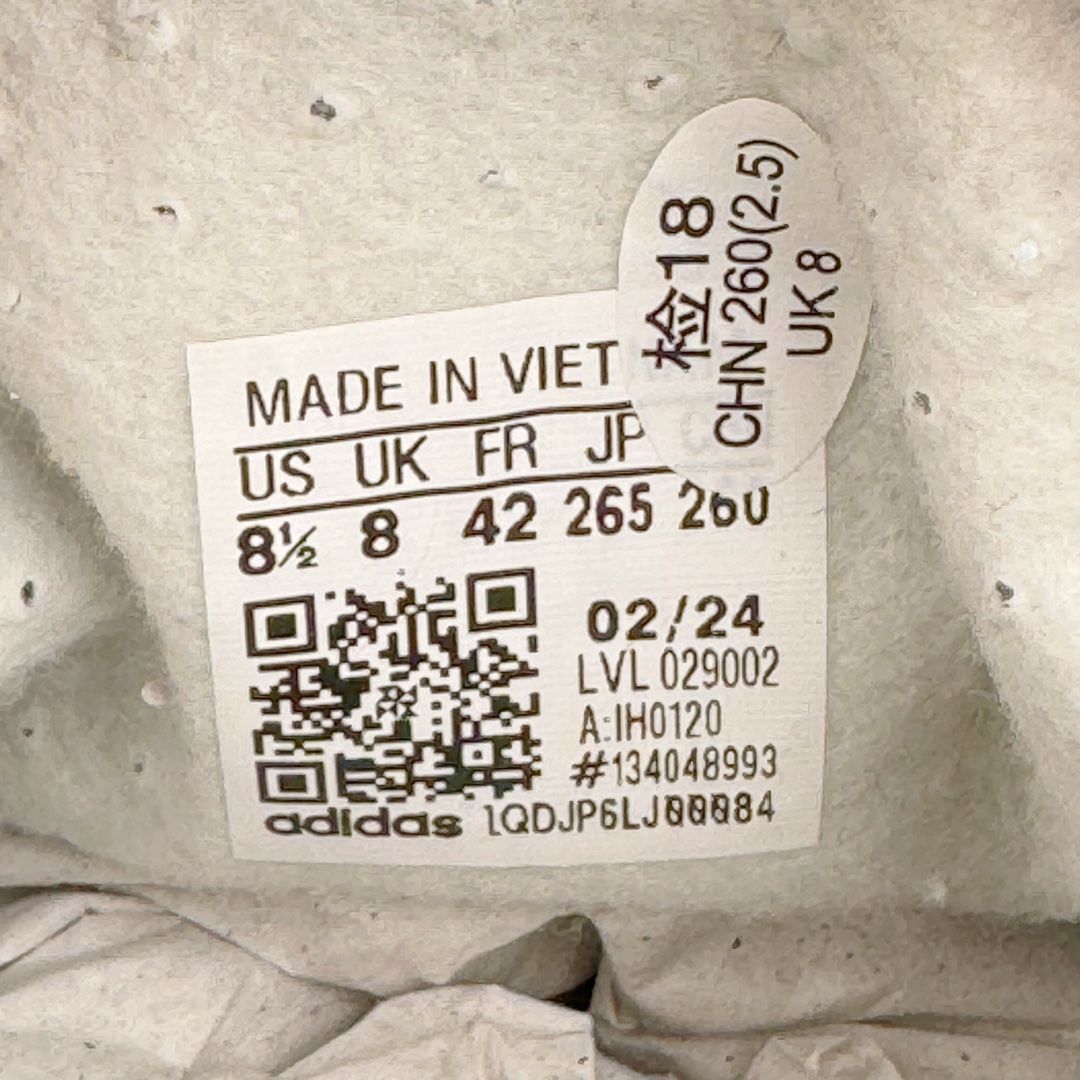 MADE IN VIET
US UK FR JP
8½ 8 42 265 260
02/24
LVL 029002
A:IH0120
#134048993
adidas 1QDJP6LJ00084
检18
CHN 260(2.5)
UK 8